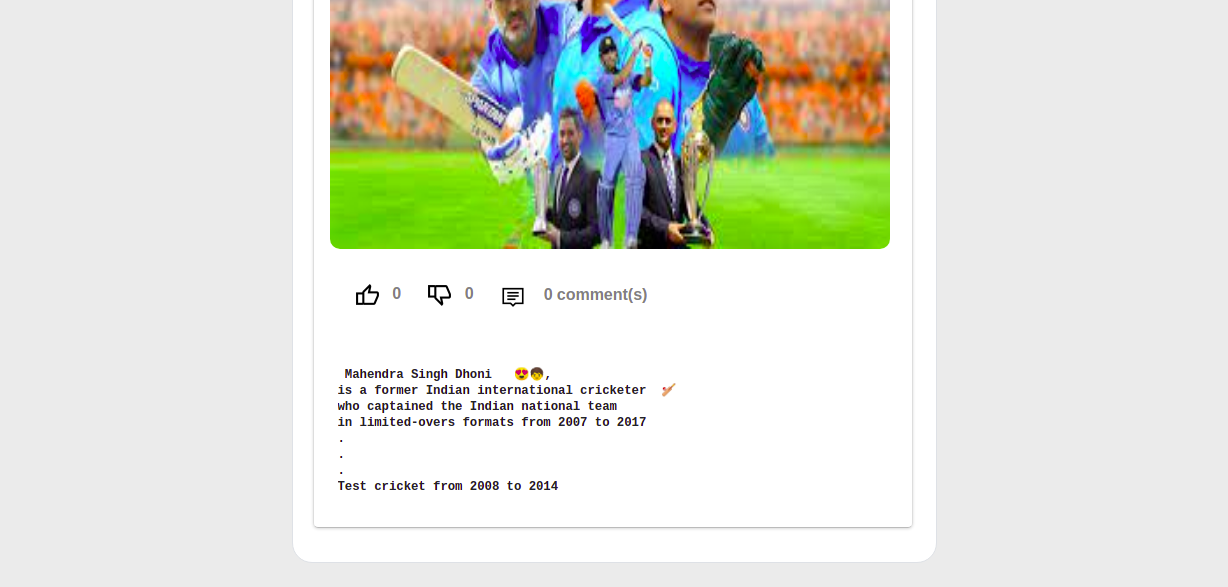 SPARTAN
0 0 0 comment(s)
Mahendra Singh Dhoni 😍👦,
is a former Indian international cricketer 🏏
who captained the Indian national team
in limited-overs formats from 2007 to 2017
.
.
.
Test cricket from 2008 to 2014